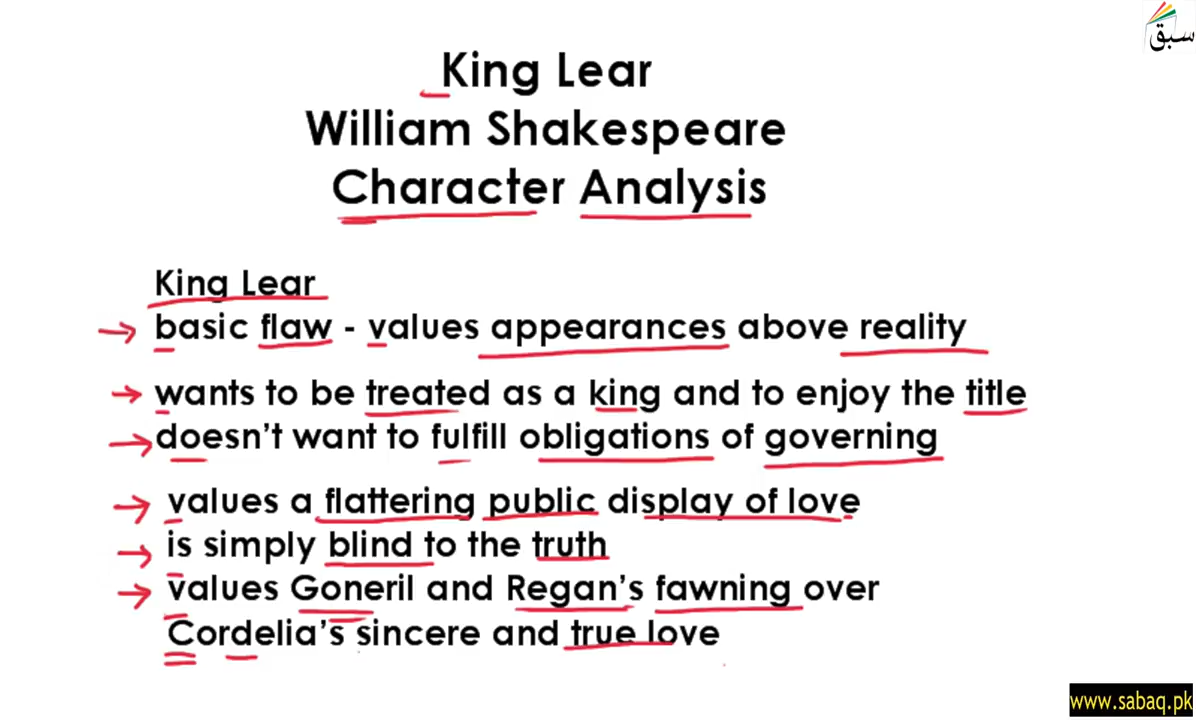 سبق
King Lear
William Shakespeare
Character Analysis
King Lear
basic flaw - values appearances above reality
wants to be treated as a king and to enjoy the title
doesn't want to fulfill obligations of governing
values a flattering public display of love
is simply blind to the truth
values Goneril and Regan's fawning over
Cordelia's sincere and true love
www.sabaq.pk